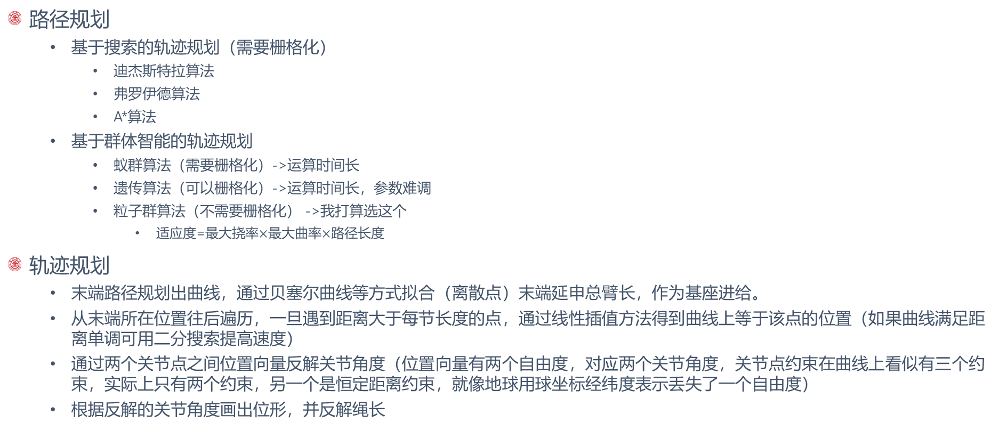 路径规划
• 基于搜索的轨迹规划（需要栅格化）
• 迪杰斯特拉算法
• 弗罗伊德算法
• A*算法
• 基于群体智能的轨迹规划
• 蚁群算法（需要栅格化）->运算时间长
• 遗传算法（可以栅格化）->运算时间长，参数难调
• 粒子群算法（不需要栅格化） ->我打算选这个
• 适应度=最大挠率×最大曲率×路径长度
轨迹规划
• 末端路径规划出曲线，通过贝塞尔曲线等方式拟合（离散点）末端延申总臂长，作为基座进给。
• 从末端所在位置往后遍历，一旦遇到距离大于每节长度的点，通过线性插值方法得到曲线上等于该点的位置（如果曲线满足距
离单调可用二分搜索提高速度）
• 通过两个关节点之间位置向量反解关节角度（位置向量有两个自由度，对应两个关节角度，关节点约束在曲线上看似有三个约
束，实际上只有两个约束，另一个是恒定距离约束，就像地球用球坐标经纬度表示丢失了一个自由度）
• 根据反解的关节角度画出位形，并反解绳长